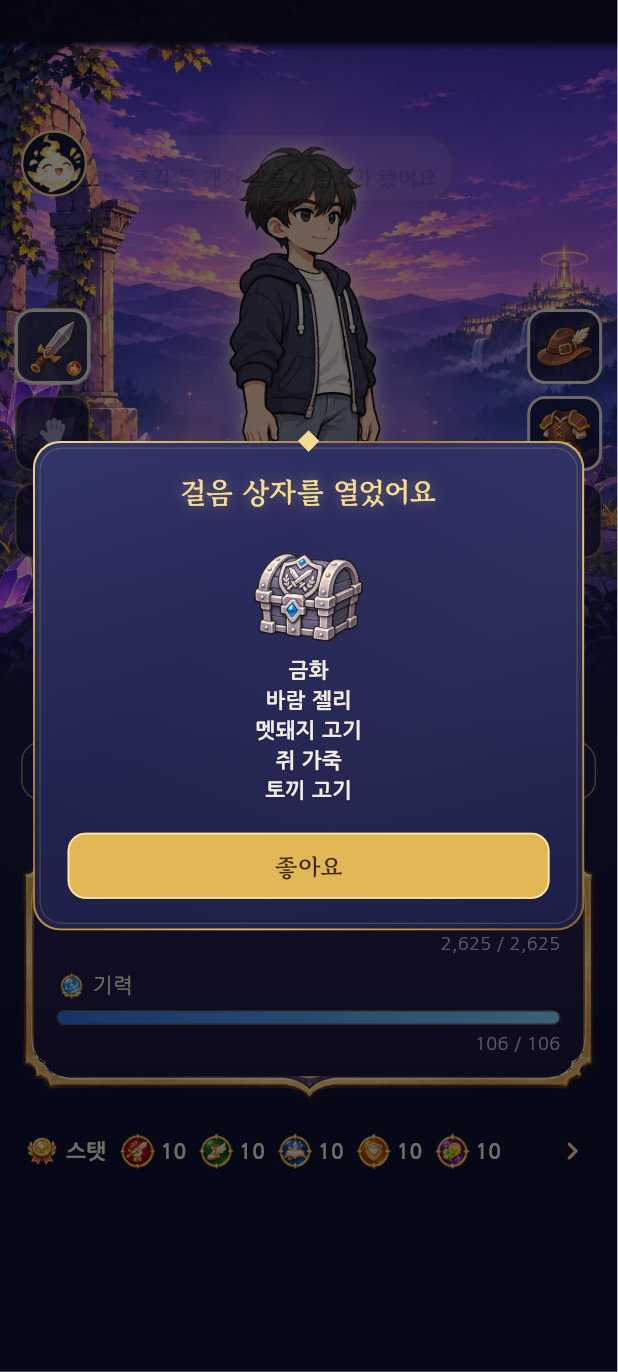 걸음 상자를 열었어요
금화
바람 젤리
멧돼지 고기
쥐 가죽
토끼 고기
좋아요
2,625 / 2,625
기력
106 / 106
스탯 10 10 10 10 10